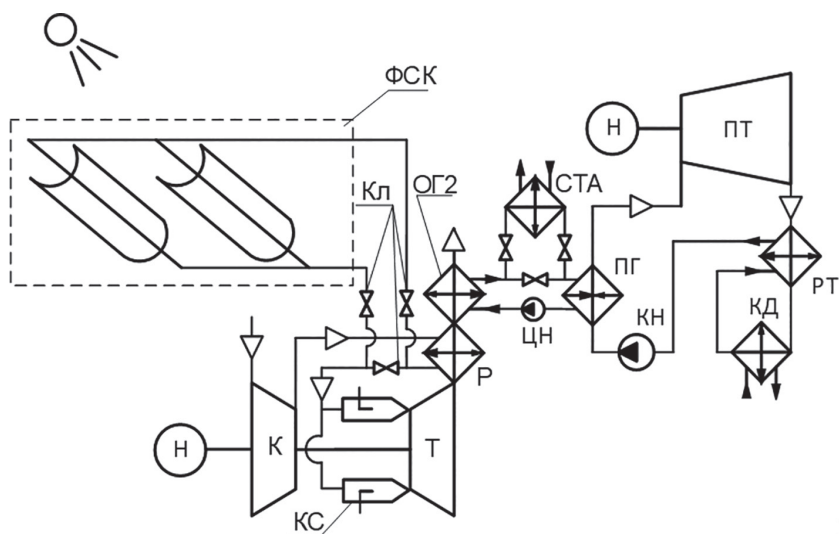 ФСК
Н
ПТ
СТА
Кл
ОГ2
ПГ
РТ
КД
КН
ЦН
Р
К
Т
Н
КС